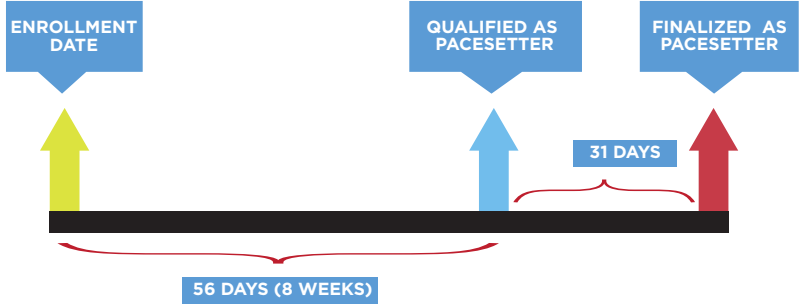 ENROLLMENT
DATE
QUALIFIED AS
PACESETTER
FINALIZED AS
PACESETTER
31 DAYS
56 DAYS (8 WEEKS)